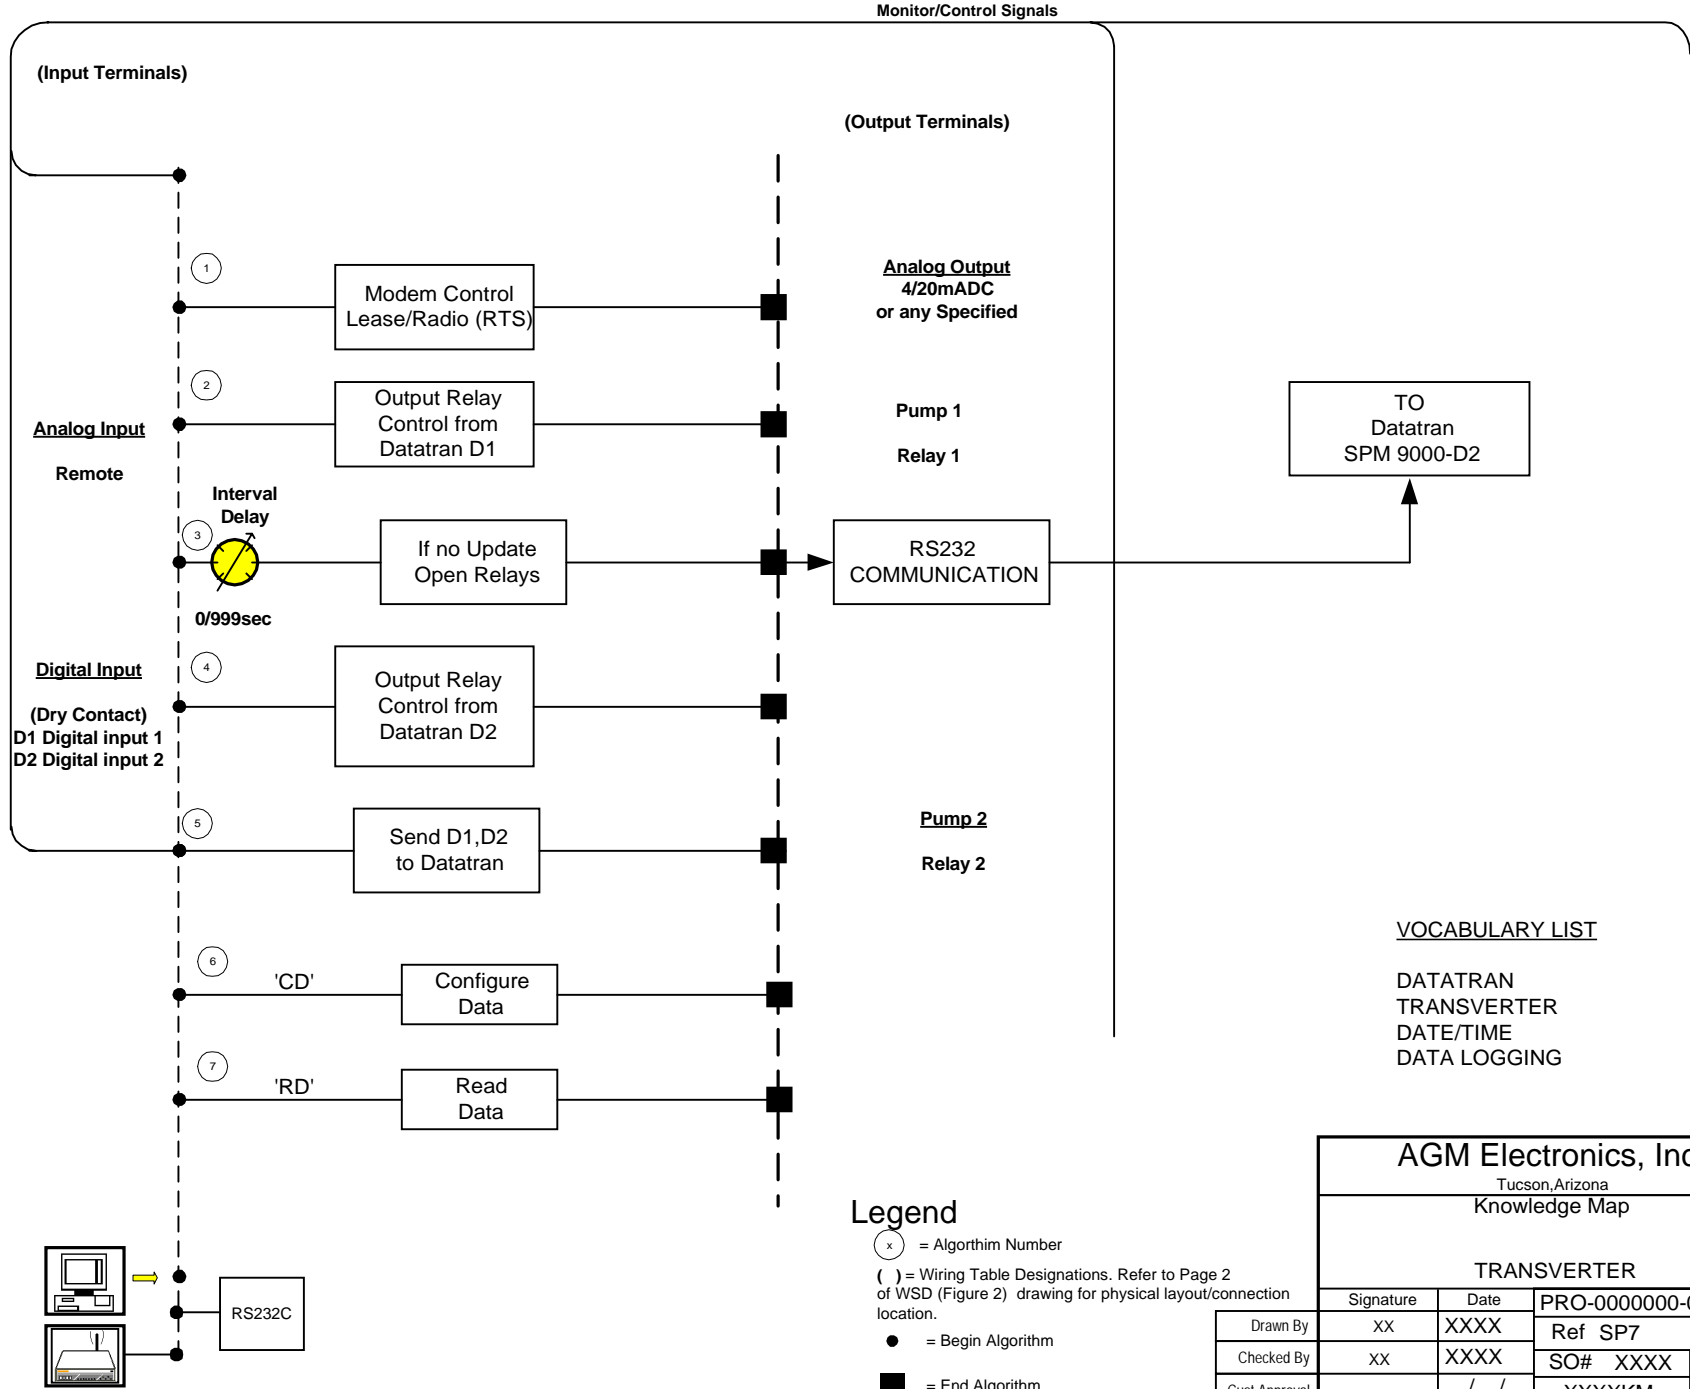 Monitor/Control Signals
(Input Terminals)
(Output Terminals)
1
Modem Control
Lease/Radio (RTS)
Analog Output
4/20mADC
or any Specified
2
Output Relay
Control from
Datatran D1
Pump 1
Relay 1
TO
Datatran
SPM 9000-D2
Analog Input
Remote
Interval
Delay
3
0/999sec
If no Update
Open Relays
RS232
COMMUNICATION
Digital Input
(Dry Contact)
D1 Digital input 1
D2 Digital input 2
4
Output Relay
Control from
Datatran D2
5
Send D1,D2
to Datatran
Pump 2
Relay 2
6
'CD'
Configure
Data
7
'RD'
Read
Data
VOCABULARY LIST
DATATRAN
TRANSVERTER
DATE/TIME
DATA LOGGING
RS232C
Legend
x = Algorthim Number
( ) = Wiring Table Designations. Refer to Page 2
of WSD (Figure 2) drawing for physical layout/connection
location.
= Begin Algorithm
= End Algorithm
AGM Electronics, Inc
Tucson,Arizona
Knowledge Map
TRANSVERTER
Signature Date PRO-0000000-0
Drawn By XX XXXX Ref SP7
Checked By XX XXXX SO# XXXX
Cust Approval / / XXXXKM